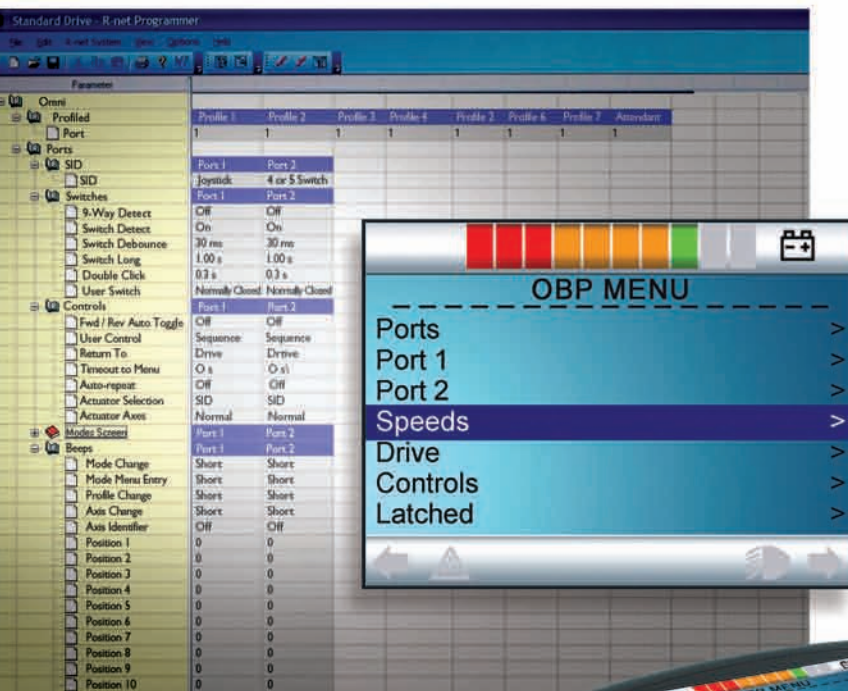 Standard Drive - R-net Programmer
File Edit R-net System View Options Help
Parameter
Omni
Profiled Profile 1 Profile 2 Profile 3 Profile 4 Profile 2 Profile 6 Profile 7 Attendant
Port 1 1 1 1 1 1 1 1
Ports
SID Port 1 Port 2
SID Joystick 4 or 5 Switch
Switches Port 1 Port 2
9-Way Detect Off Off
Switch Detect On On
Switch Debounce 30 ms 30 ms
Switch Long 1.00 s 1.00 s
Double Click 0.3 s 0.3 s
User Switch Normally Closed Normally Closed
Controls Port 1 Port 2
Fwd / Rev Auto Toggle Off Off
User Control Sequence Sequence
Return To Drive Drtive
Timeout to Menu O s O s\
Auto-repeat Off Off
Actuator Selection SID SID
Actuator Axes Normal Normal
Modes Screen Port 1 Port 2
Beeps Port 1 Port 2
Mode Change Short Short
Mode Menu Entry Short Short
Profile Change Short Short
Axis Change Short Short
Axis Identifier Off Off
Position 1 0 0
Position 2 0 0
Position 3 0 0
Position 4 0 0
Position 5 0 0
Position 6 0 0
Position 7 0 0
Position 8 0 0
Position 9 0 0
Position 10 0 0
OBP MENU
Ports >
Port 1 >
Port 2 >
Speeds >
Drive >
Controls >
Latched >
MENU